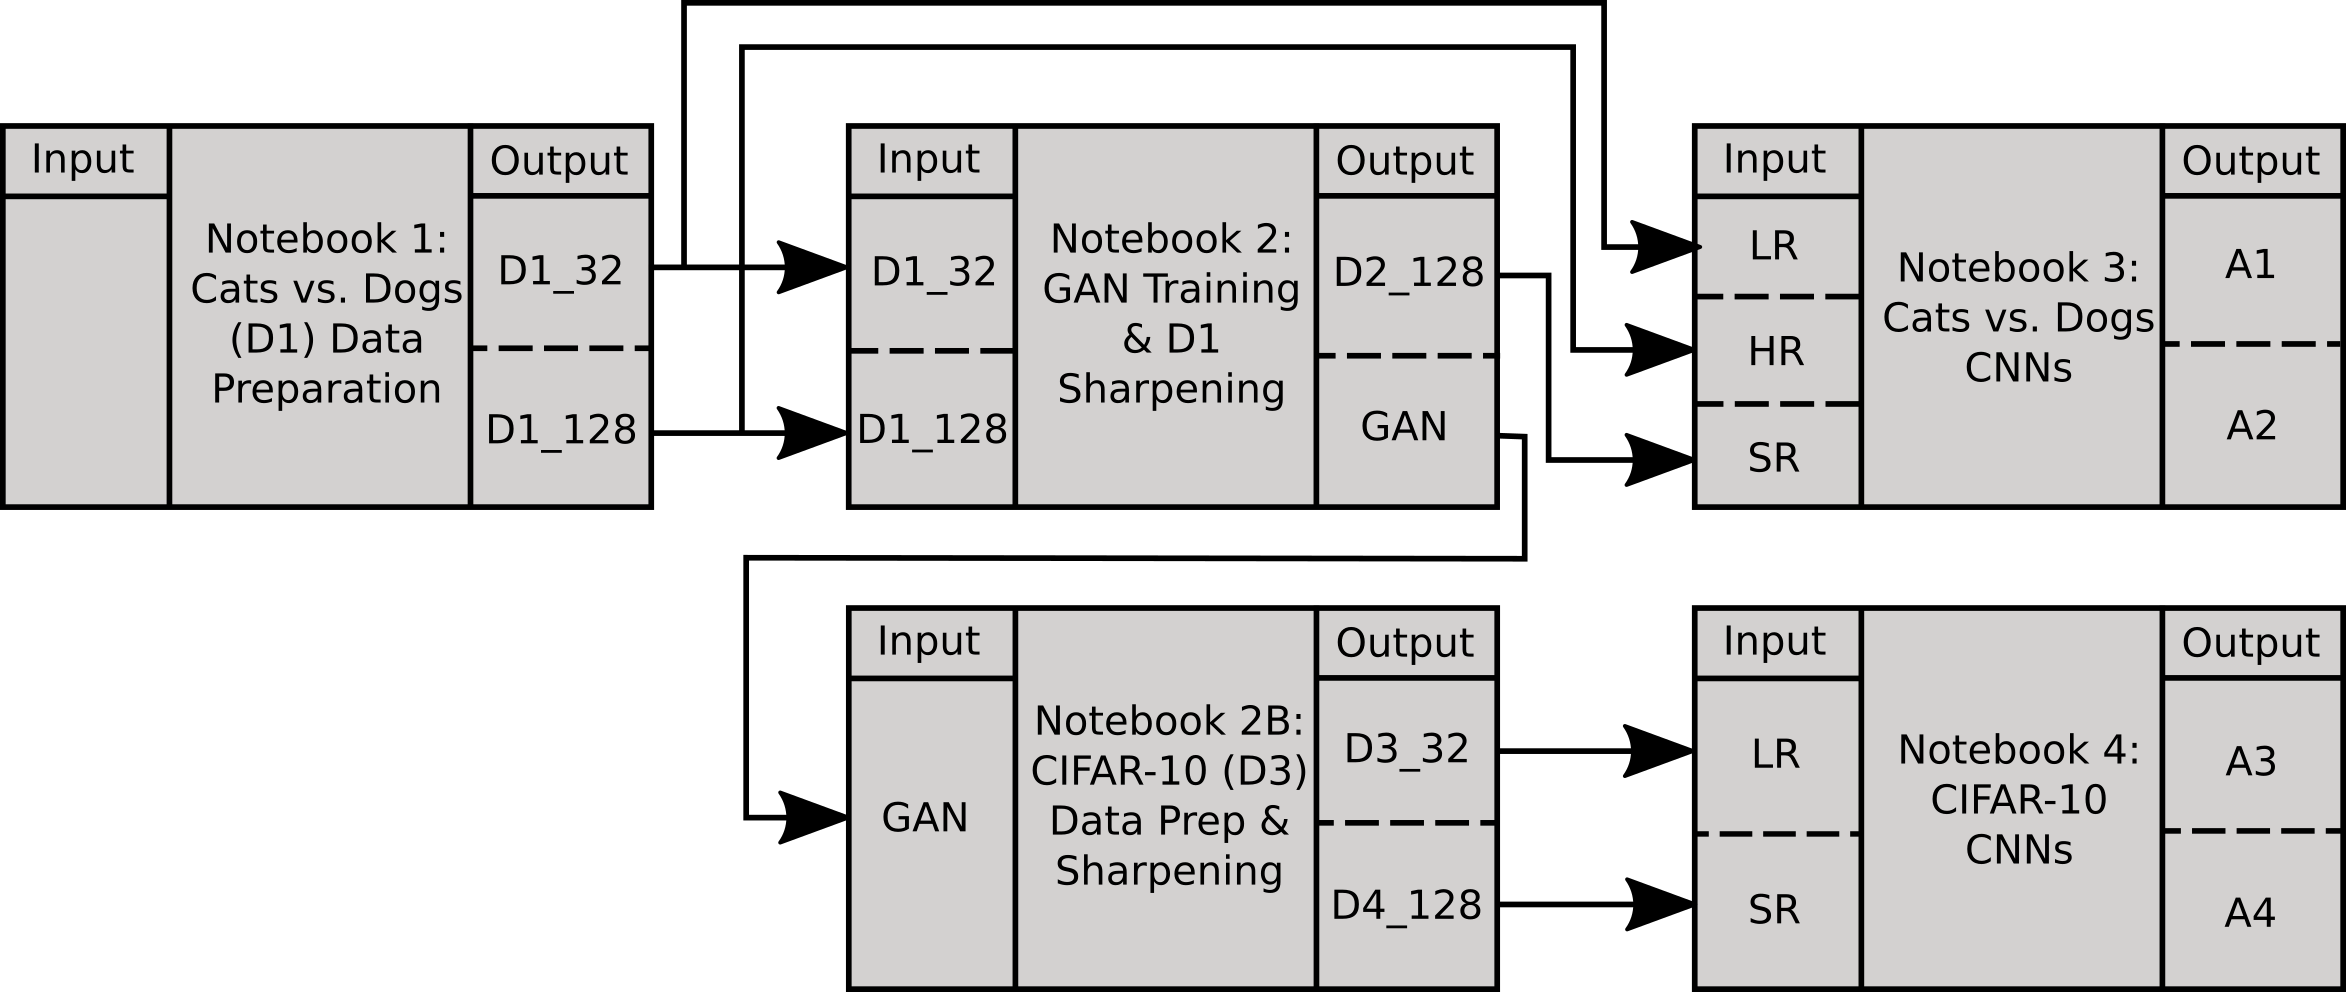 Input
Notebook 1:
Cats vs. Dogs
(D1) Data
Preparation
Output
D1_32
D1_128
Input
D1_32
D1_128
Notebook 2:
GAN Training
& D1
Sharpening
Output
D2_128
GAN
Input
LR
HR
SR
Notebook 3:
Cats vs. Dogs
CNNs
Output
A1
A2
Input
GAN
Notebook 2B:
CIFAR-10 (D3)
Data Prep &
Sharpening
Output
D3_32
D4_128
Input
LR
SR
Notebook 4:
CIFAR-10
CNNs
Output
A3
A4